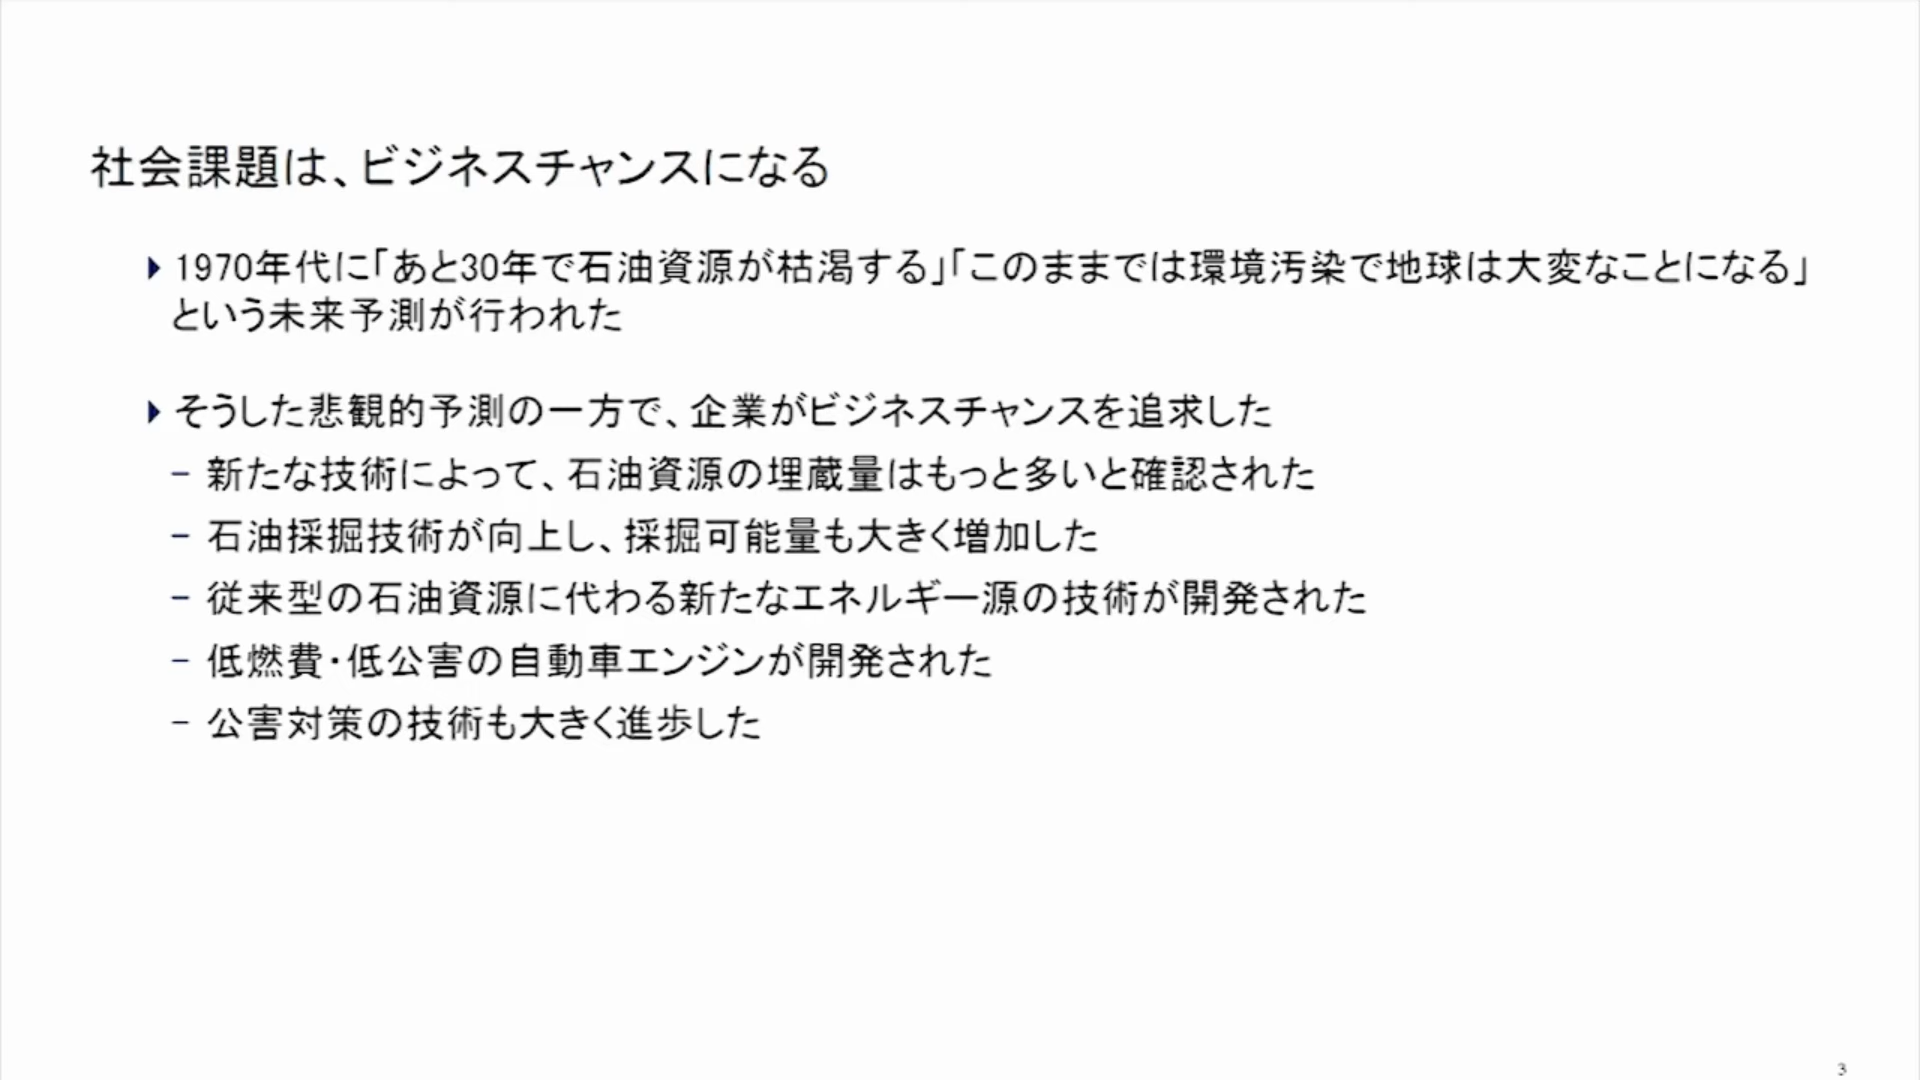 社会課題は、ビジネスチャンスになる
1970年代に「あと30年で石油資源が枯渇する」「このままでは環境汚染で地球は大変なことになる」
という未来予測が行われた
そうした悲観的予測の一方で、企業がビジネスチャンスを追求した
− 新たな技術によって、石油資源の埋蔵量はもっと多いと確認された
− 石油採掘技術が向上し、採掘可能量も大きく増加した
− 従来型の石油資源に代わる新たなエネルギー源の技術が開発された
− 低燃費・低公害の自動車エンジンが開発された
− 公害対策の技術も大きく進歩した
3